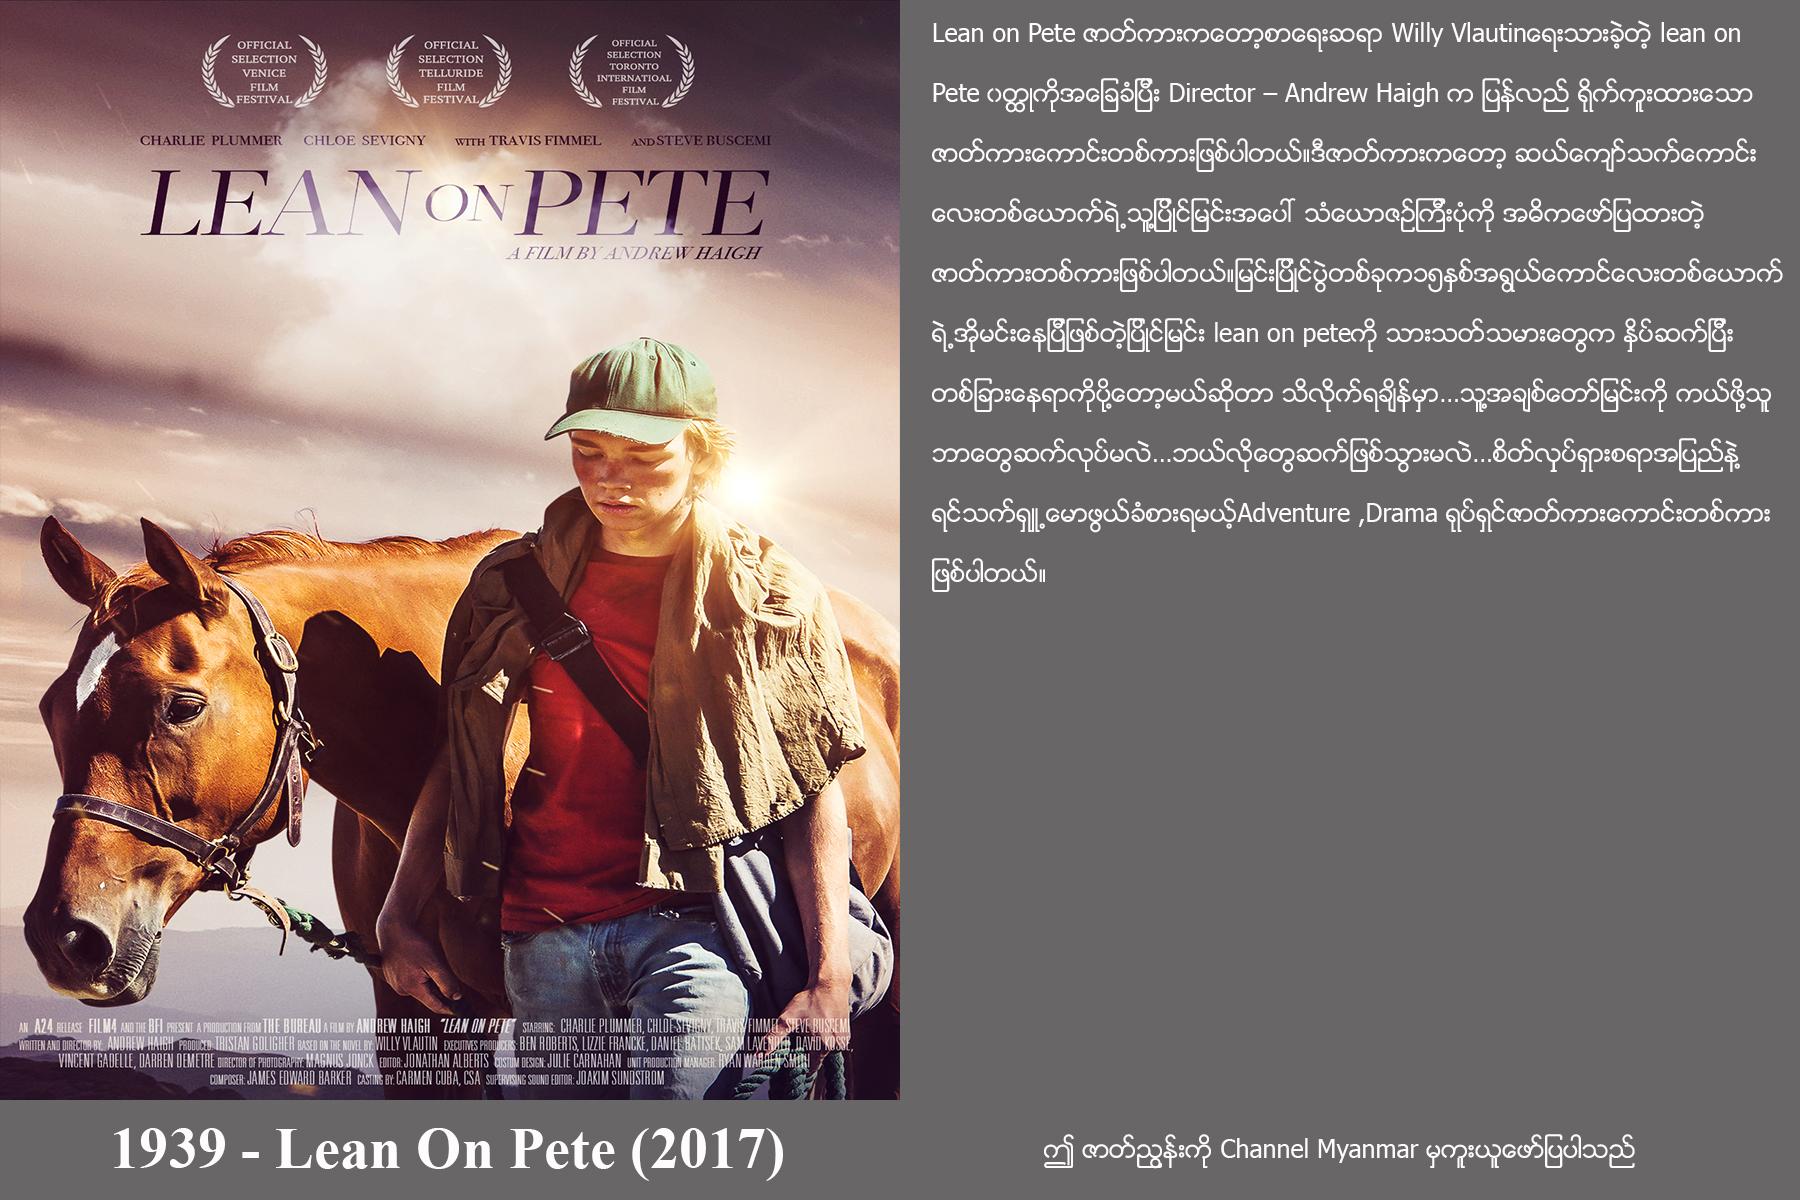 OFFICIAL
SELECTION
VENICE
FILM
FESTIVAL
OFFICIAL
SELECTION
TELLURIDE
FILM
FESTIVAL
OFFICIAL
SELECTION
TORONTO
INTERNATIOAL
FILM
FESTIVAL
CHARLIE PLUMMER CHLOE SEVIGNY WITH TRAVIS FIMMEL AND STEVE BUSCEMI
LEAN ON PETE
A FILM BY ANDREW HAIGH
AN A24 RELEASE FILM4 AND THE BFI PRESENT A PRODUCTION FROM THE BUREAU A FILM BY ANDREW HAIGH "LEAN ON PETE" STARRING: CHARLIE PLUMMER, CHLOE SEVIGNY, TRAVIS FIMMEL, STEVE BUSCEMI
WRITTEN AND DIRECTOR BY: ANDREW HAIGH PRODUCED: TRISTAN GOLIGHER BASED ON THE NOVEL BY: WILLY VLAUTIN EXECUTIVES PRODUCERS: BEN ROBERTS, LIZZIE FRANCKE, DANIEL BATTSEK, SAM LAVENDER, DAVID KOSSE,
VINCENT GADELLE, DARREN DEMETRE DIRECTOR OF PHOTOGRAPHY: MAGNUS JONCK EDITOR: JONATHAN ALBERTS COSTUM DESIGN: JULIE CARNAHAN UNIT PRODUCTION MANAGER: RYAN WARREN SMITH
COMPOSER: JAMES EDWARD BARKER CASTING BY: CARMEN CUBA, CSA SUPERVISING SOUND EDITOR: JOAKIM SUNDSTROM
1939 - Lean On Pete (2017)
Lean on Pete ဇာတ်ကားကတော့စာရေးဆရာ Willy Vlautinရေးသားခဲ့တဲ့ lean on
Pete ဝတ္ထုကိုအခြေခံပြီး Director – Andrew Haigh က ပြန်လည် ရိုက်ကူးထားသော
ဇာတ်ကားကောင်းတစ်ကားဖြစ်ပါတယ်။ဒီဇာတ်ကားကတော့ ဆယ်ကျော်သက်ကောင်း
လေးတစ်ယောက်ရဲ့သူ့ပြိုင်မြင်းအပေါ် သံယောဇဉ်ကြီးပုံကို အဓိကဖော်ပြထားတဲ့
ဇာတ်ကားတစ်ကားဖြစ်ပါတယ်။မြင်းပြိုင်ပွဲတစ်ခုက၁၅နှစ်အရွယ်ကောင်လေးတစ်ယောက်
ရဲ့အိုမင်းနေပြီဖြစ်တဲ့ပြိုင်မြင်း lean on peteကို သားသတ်သမားတွေက နှိပ်ဆက်ပြီး
တစ်ခြားနေရာကိုပို့တော့မယ်ဆိုတာ သိလိုက်ရချိန်မှာ…သူ့အချစ်တော်မြင်းကို ကယ်ဖို့သူ
ဘာတွေဆက်လုပ်မလဲ…ဘယ်လိုတွေဆက်ဖြစ်သွားမလဲ…စိတ်လှုပ်ရှားစရာအပြည်နဲ့
ရင်သက်ရှူ့မောဖွယ်ခံစားရမယ့်Adventure ,Drama ရုပ်ရှင်ဇာတ်ကားကောင်းတစ်ကား
ဖြစ်ပါတယ်။
ဤ ဇာတ်ညွှန်းကို Channel Myanmar မှကူးယူဖော်ပြပါသည်